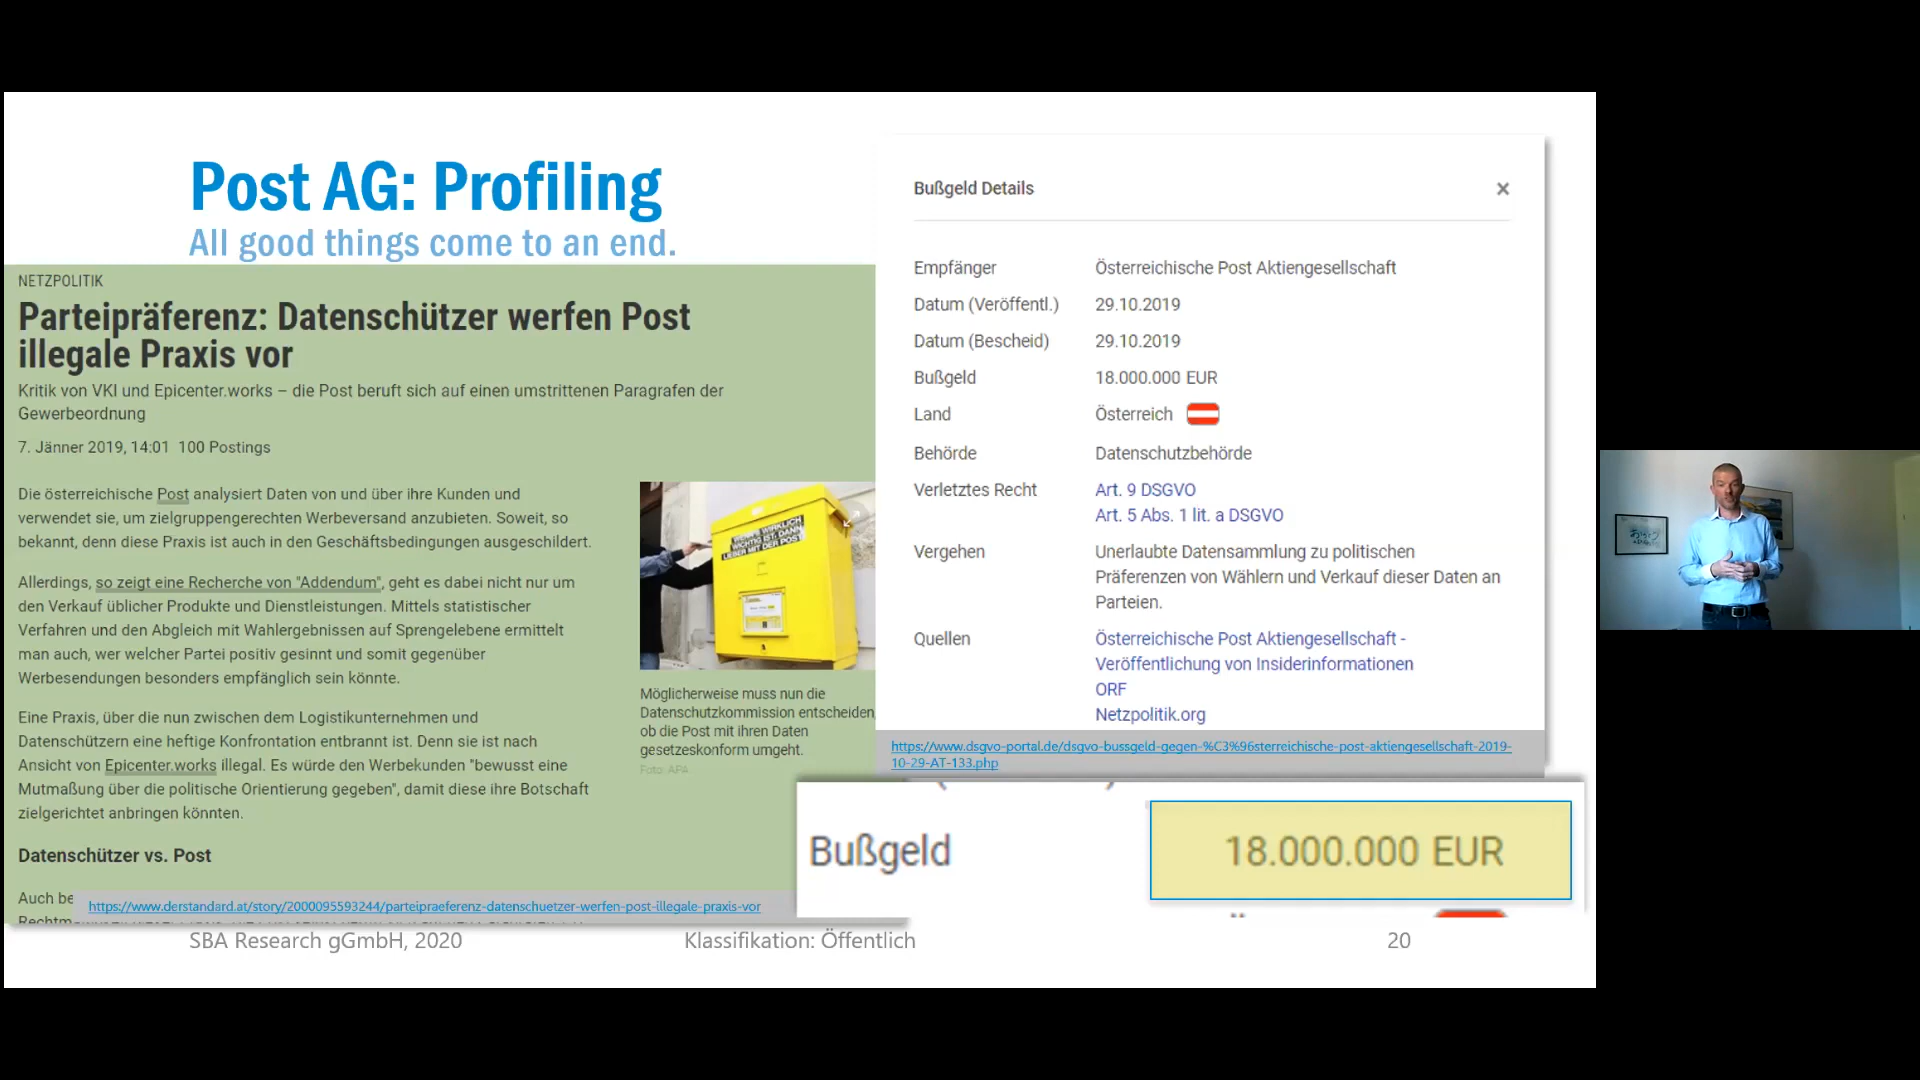 Post AG: Profiling
All good things come to an end.
NETZPOLITIK
Parteipräferenz: Datenschützer werfen Post
illegale Praxis vor
Kritik von VKI und Epicenter.works – die Post beruft sich auf einen umstrittenen Paragrafen der
Gewerbeordnung
7. Jänner 2019, 14:01 100 Postings
Die österreichische Post analysiert Daten von und über ihre Kunden und
verwendet sie, um zielgruppengerechten Werbeversand anzubieten. Soweit, so
bekannt, denn diese Praxis ist auch in den Geschäftsbedingungen ausgeschildert.
Allerdings, so zeigt eine Recherche von "Addendum", geht es dabei nicht nur um
den Verkauf üblicher Produkte und Dienstleistungen. Mittels statistischer
Verfahren und den Abgleich mit Wahlergebnissen auf Sprengelebene ermittelt
man auch, wer welcher Partei positiv gesinnt und somit gegenüber
Werbesendungen besonders empfänglich sein könnte.
Eine Praxis, über die nun zwischen dem Logistikunternehmen und
Datenschützern eine heftige Konfrontation entbrannt ist. Denn sie ist nach
Ansicht von Epicenter.works illegal. Es würde den Werbekunden "bewusst eine
Mutmaßung über die politische Orientierung gegeben", damit diese ihre Botschaft
zielgerichtet anbringen könnten.
Datenschützer vs. Post
Auch be
https://www.derstandard.at/story/2000095593244/parteipraeferenz-datenschuetzer-werfen-post-illegale-praxis-vor
WENN'S WIRKLICH
WICHTIG IST, DANN
LIEBER MIT DER POST
Möglicherweise muss nun die
Datenschutzkommission entscheiden,
ob die Post mit ihren Daten
gesetzeskonform umgeht.
Foto: APA
Bußgeld Details ×
Empfänger Österreichische Post Aktiengesellschaft
Datum (Veröffentl.) 29.10.2019
Datum (Bescheid) 29.10.2019
Bußgeld 18.000.000 EUR
Land Österreich
Behörde Datenschutzbehörde
Verletztes Recht Art. 9 DSGVO
Art. 5 Abs. 1 lit. a DSGVO
Vergehen Unerlaubte Datensammlung zu politischen
Präferenzen von Wählern und Verkauf dieser Daten an
Parteien.
Quellen Österreichische Post Aktiengesellschaft -
Veröffentlichung von Insiderinformationen
ORF
Netzpolitik.org
https://www.dsgvo-portal.de/dsgvo-bussgeld-gegen-%C3%96sterreichische-post-aktiengesellschaft-2019-
10-29-AT-133.php
Bußgeld 18.000.000 EUR
SBA Research gGmbH, 2020 Klassifikation: Öffentlich 20